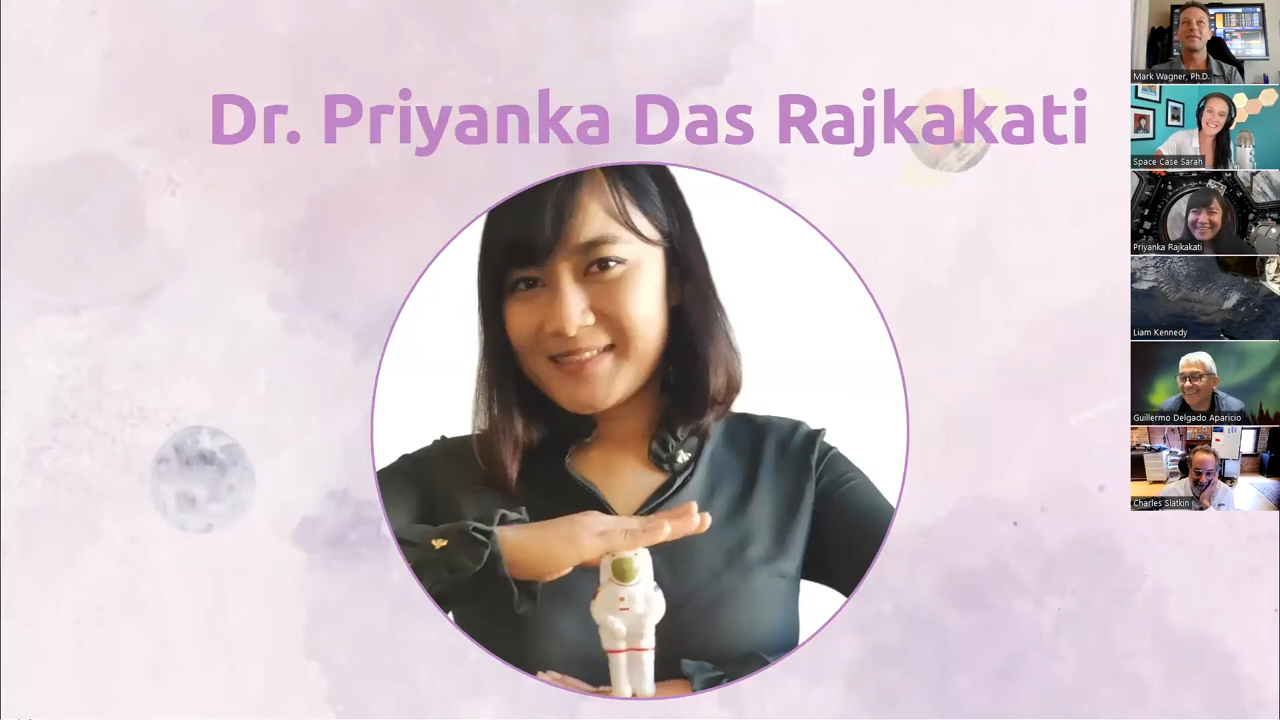 Dr. Priyanka Das Rajkakati
Mark Wagner, Ph.D.
Space Case Sarah
Priyanka Rajkakati
Liam Kennedy
Guillermo Delgado Aparicio
Charles Slatkin